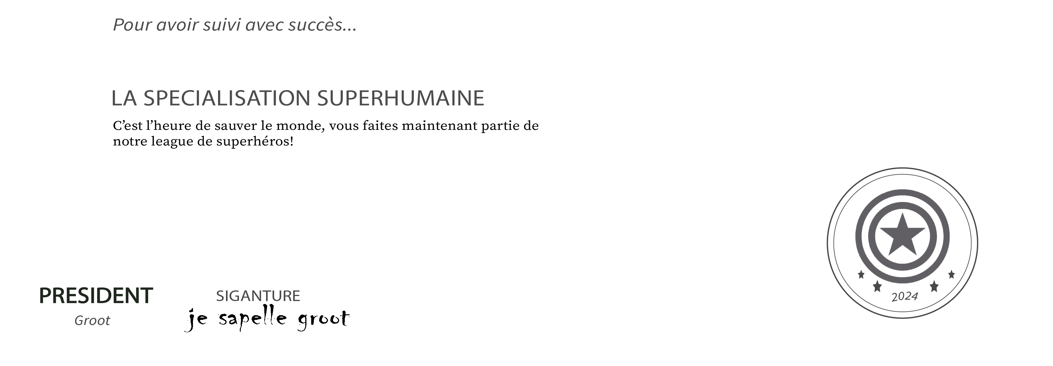 Pour avoir suivi avec succès...
LA SPECIALISATION SUPERHUMAINE
C'est l'heure de sauver le monde, vous faites maintenant partie de
notre league de superhéros!
PRESIDENT
Groot
SIGANTURE
je sapelle groot
2024